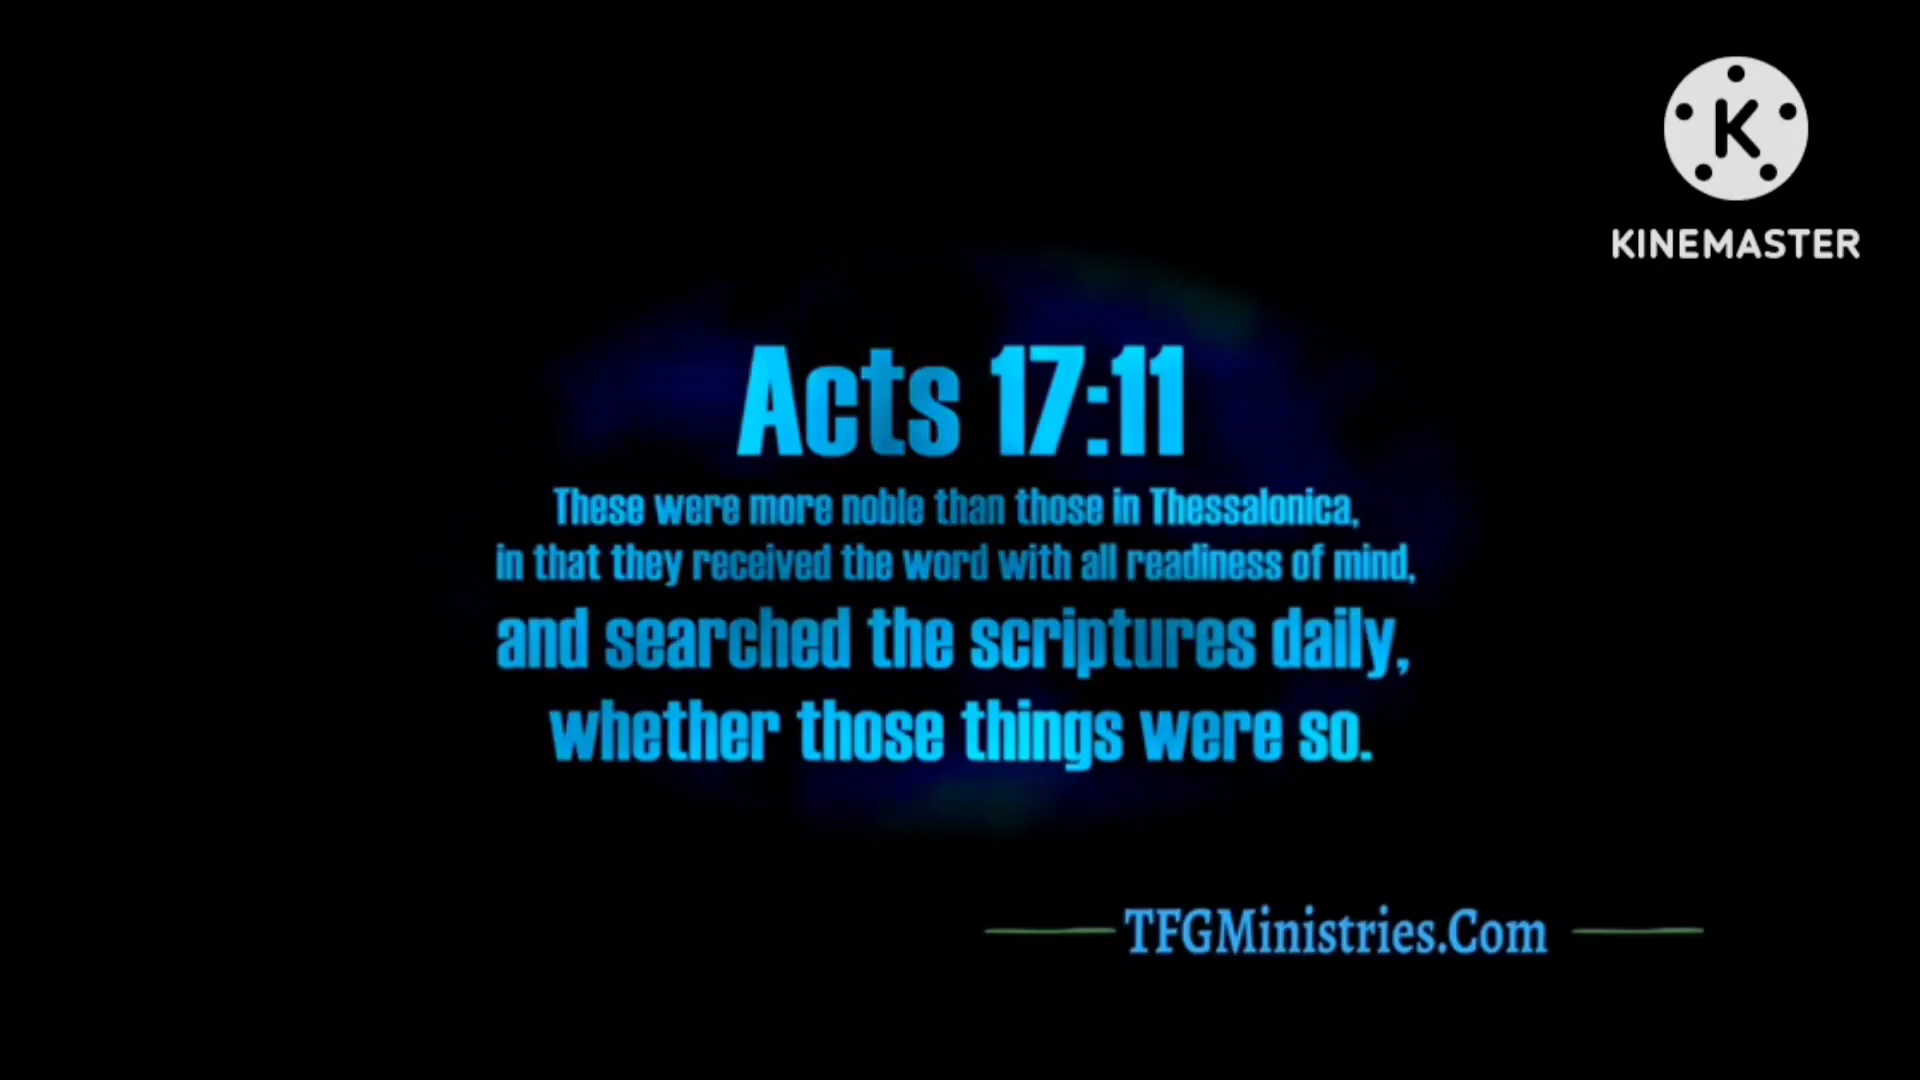 K
KINEMASTER
Acts 17:11
These were more noble than those in Thessalonica,
in that they received the word with all readiness of mind,
and searched the scriptures daily,
whether those things were so.
TFGMinistries.Com